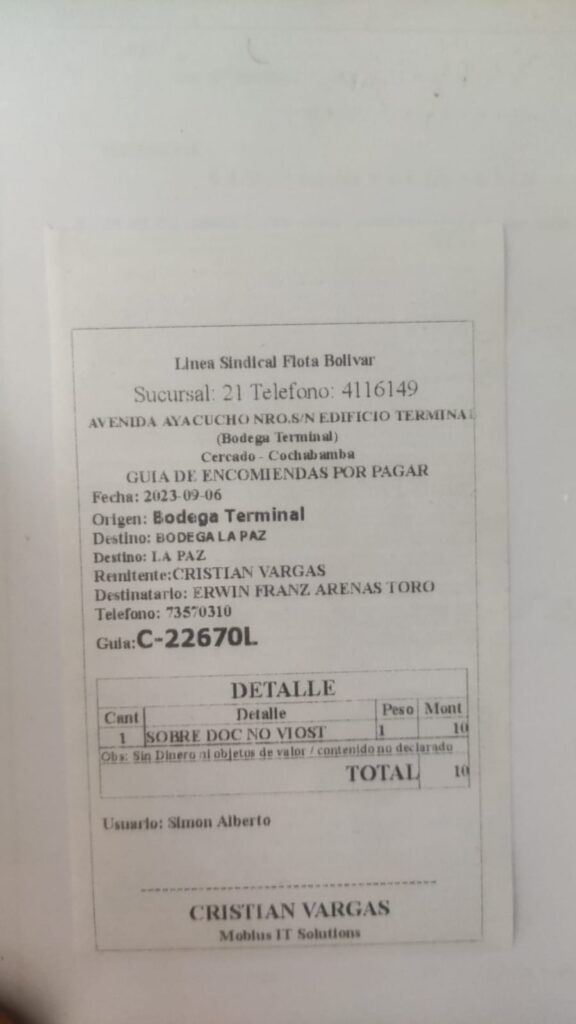 Linea Sindical Flota Bolivar
Sucursal: 21 Telefono: 4116149
AVENIDA AYACUCHO NRO.S/N EDIFICIO TERMINAL
(Bodega Terminal)
Cercado - Cochabamba
GUIA DE ENCOMIENDAS POR PAGAR
Fecha: 2023-09-06
Origen: Bodega Terminal
Destino: BODEGA LA PAZ
Destino: LA PAZ
Remitente:CRISTIAN VARGAS
Destinatario: ERWIN FRANZ ARENAS TORO
Telefono: 73570310
Guia:C-22670L
DETALLE
Cant Detalle Peso Mont
1 SOBRE DOC NO VIOST 1 10
Obs: Sin Dinero ni objetos de valor / contenido no declarado
TOTAL 10
Usuario: Simon Alberto
CRISTIAN VARGAS
Mobius IT Solutions